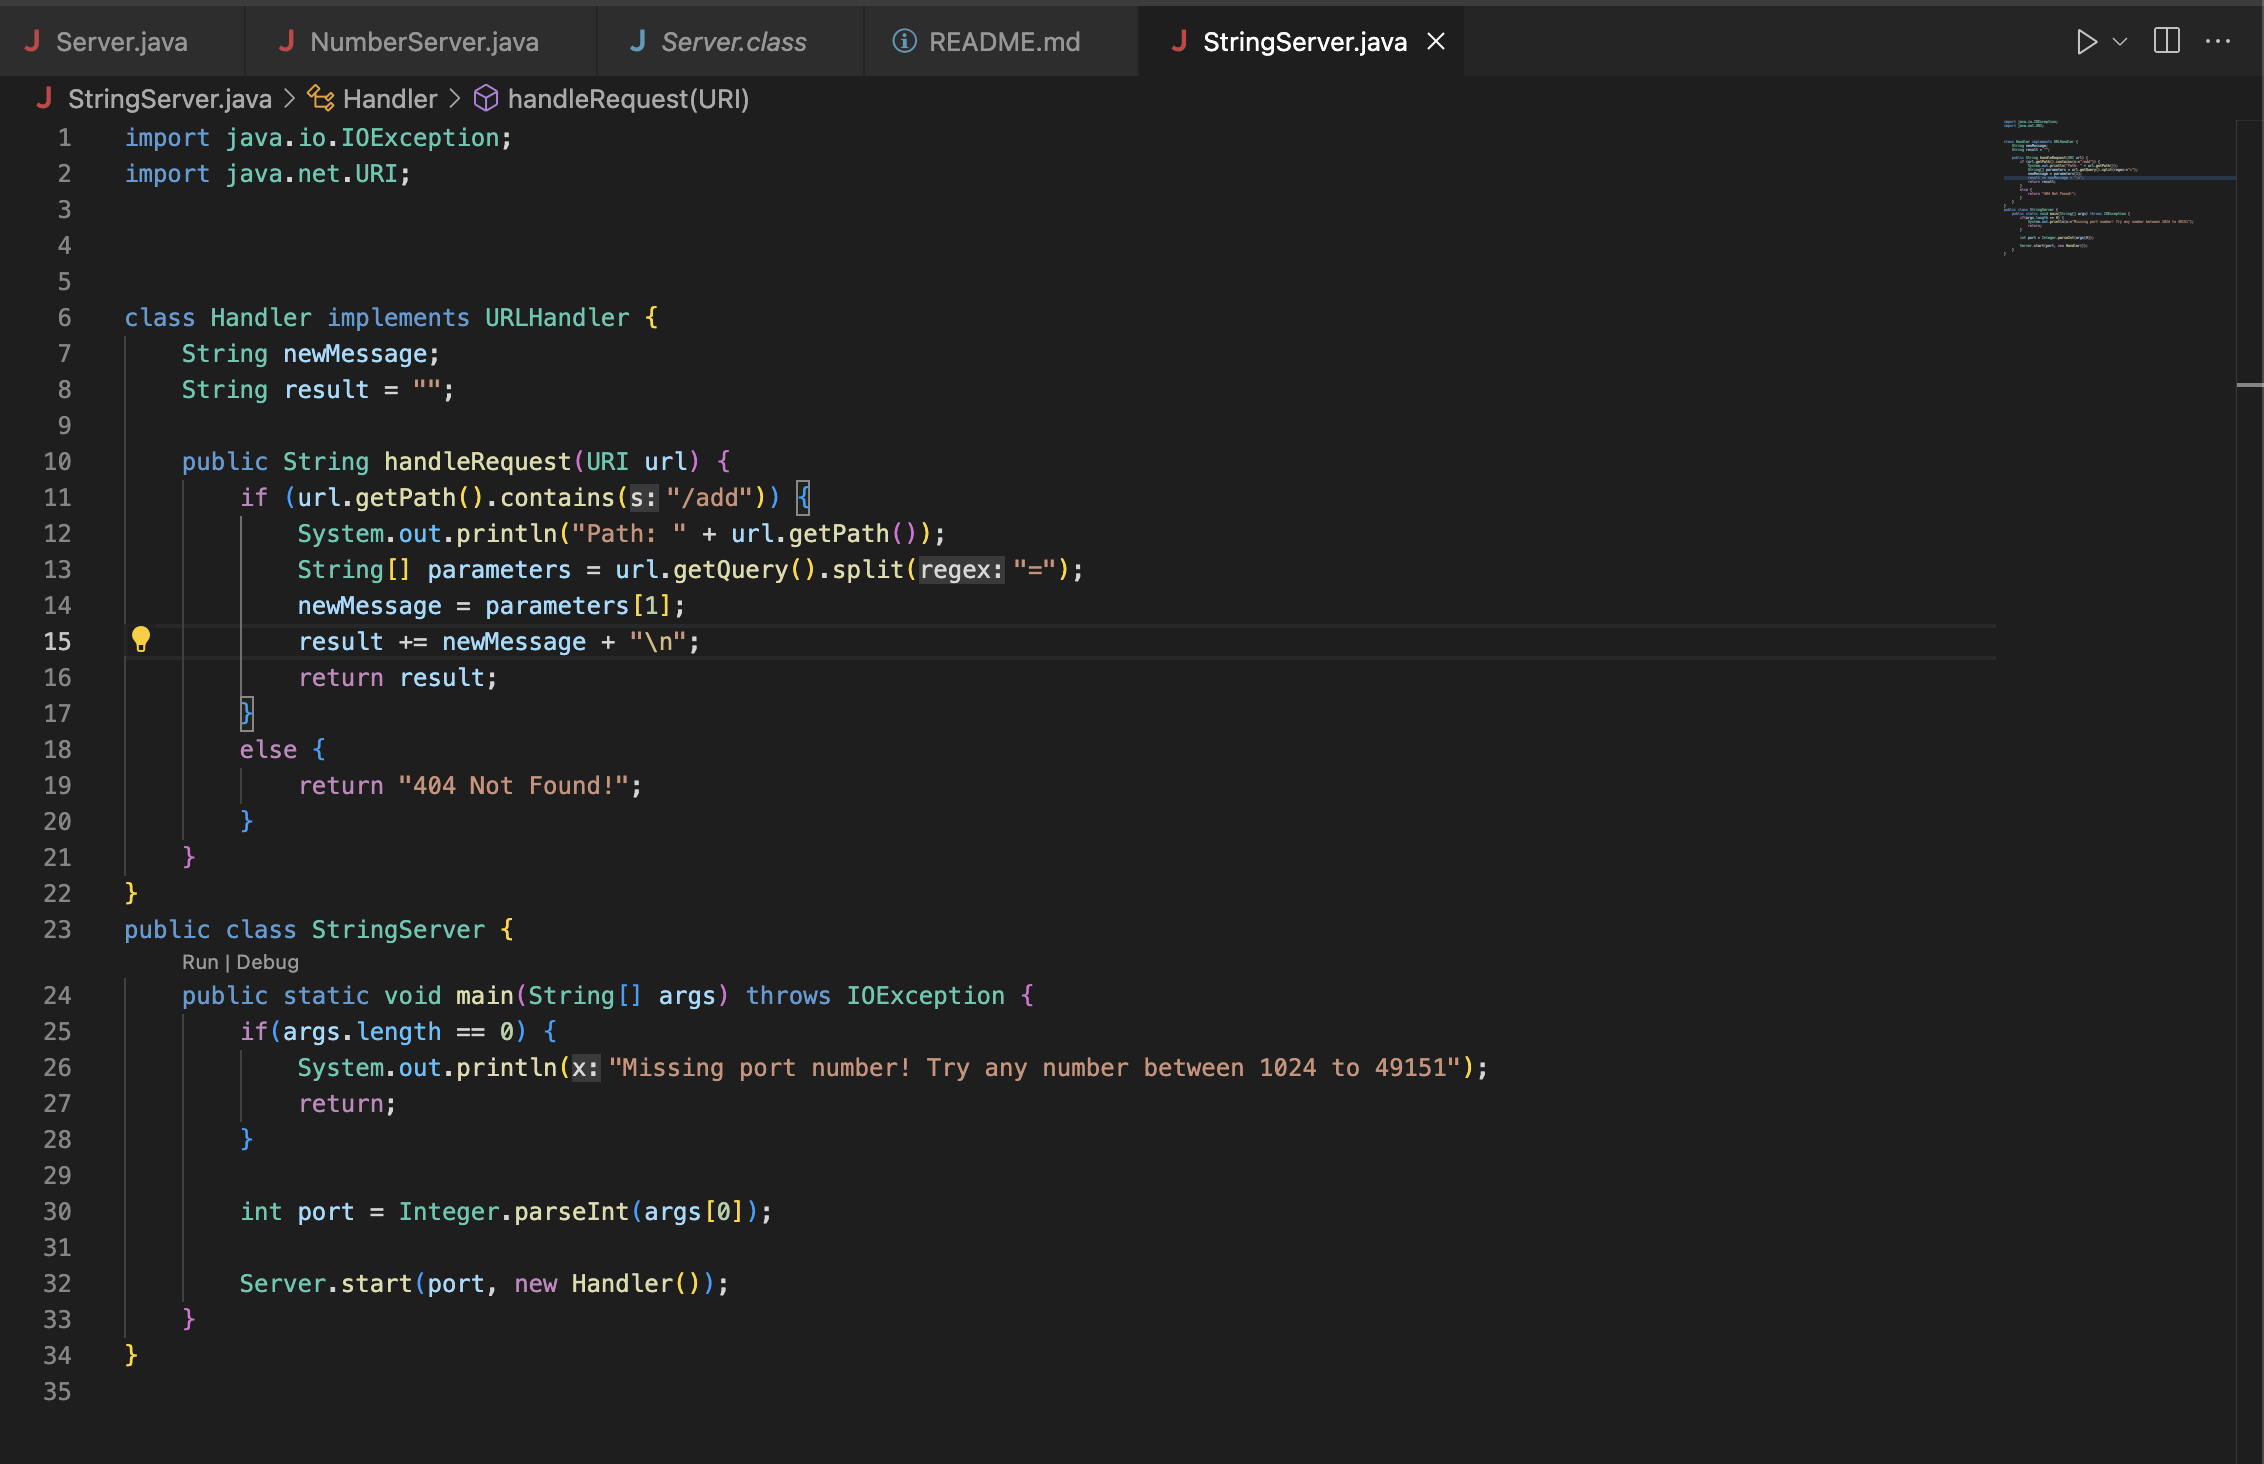 Server.java NumberServer.java Server.class README.md StringServer.java
StringServer.java > Handler > handleRequest(URI)
1 import java.io.IOException;
2 import java.net.URI;
3
4
5
6 class Handler implements URLHandler {
7     String newMessage;
8     String result = "";
9
10     public String handleRequest(URI url) {
11         if (url.getPath().contains(s: "/add")) {
12             System.out.println("Path: " + url.getPath());
13             String[] parameters = url.getQuery().split(regex: "=");
14             newMessage = parameters[1];
15             result += newMessage + "\n";
16             return result;
17         }
18         else {
19             return "404 Not Found!";
20         }
21     }
22 }
23 public class StringServer {
Run | Debug
24     public static void main(String[] args) throws IOException {
25         if(args.length == 0) {
26             System.out.println(x: "Missing port number! Try any number between 1024 to 49151");
27             return;
28         }
29
30         int port = Integer.parseInt(args[0]);
31
32         Server.start(port, new Handler());
33     }
34 }
35